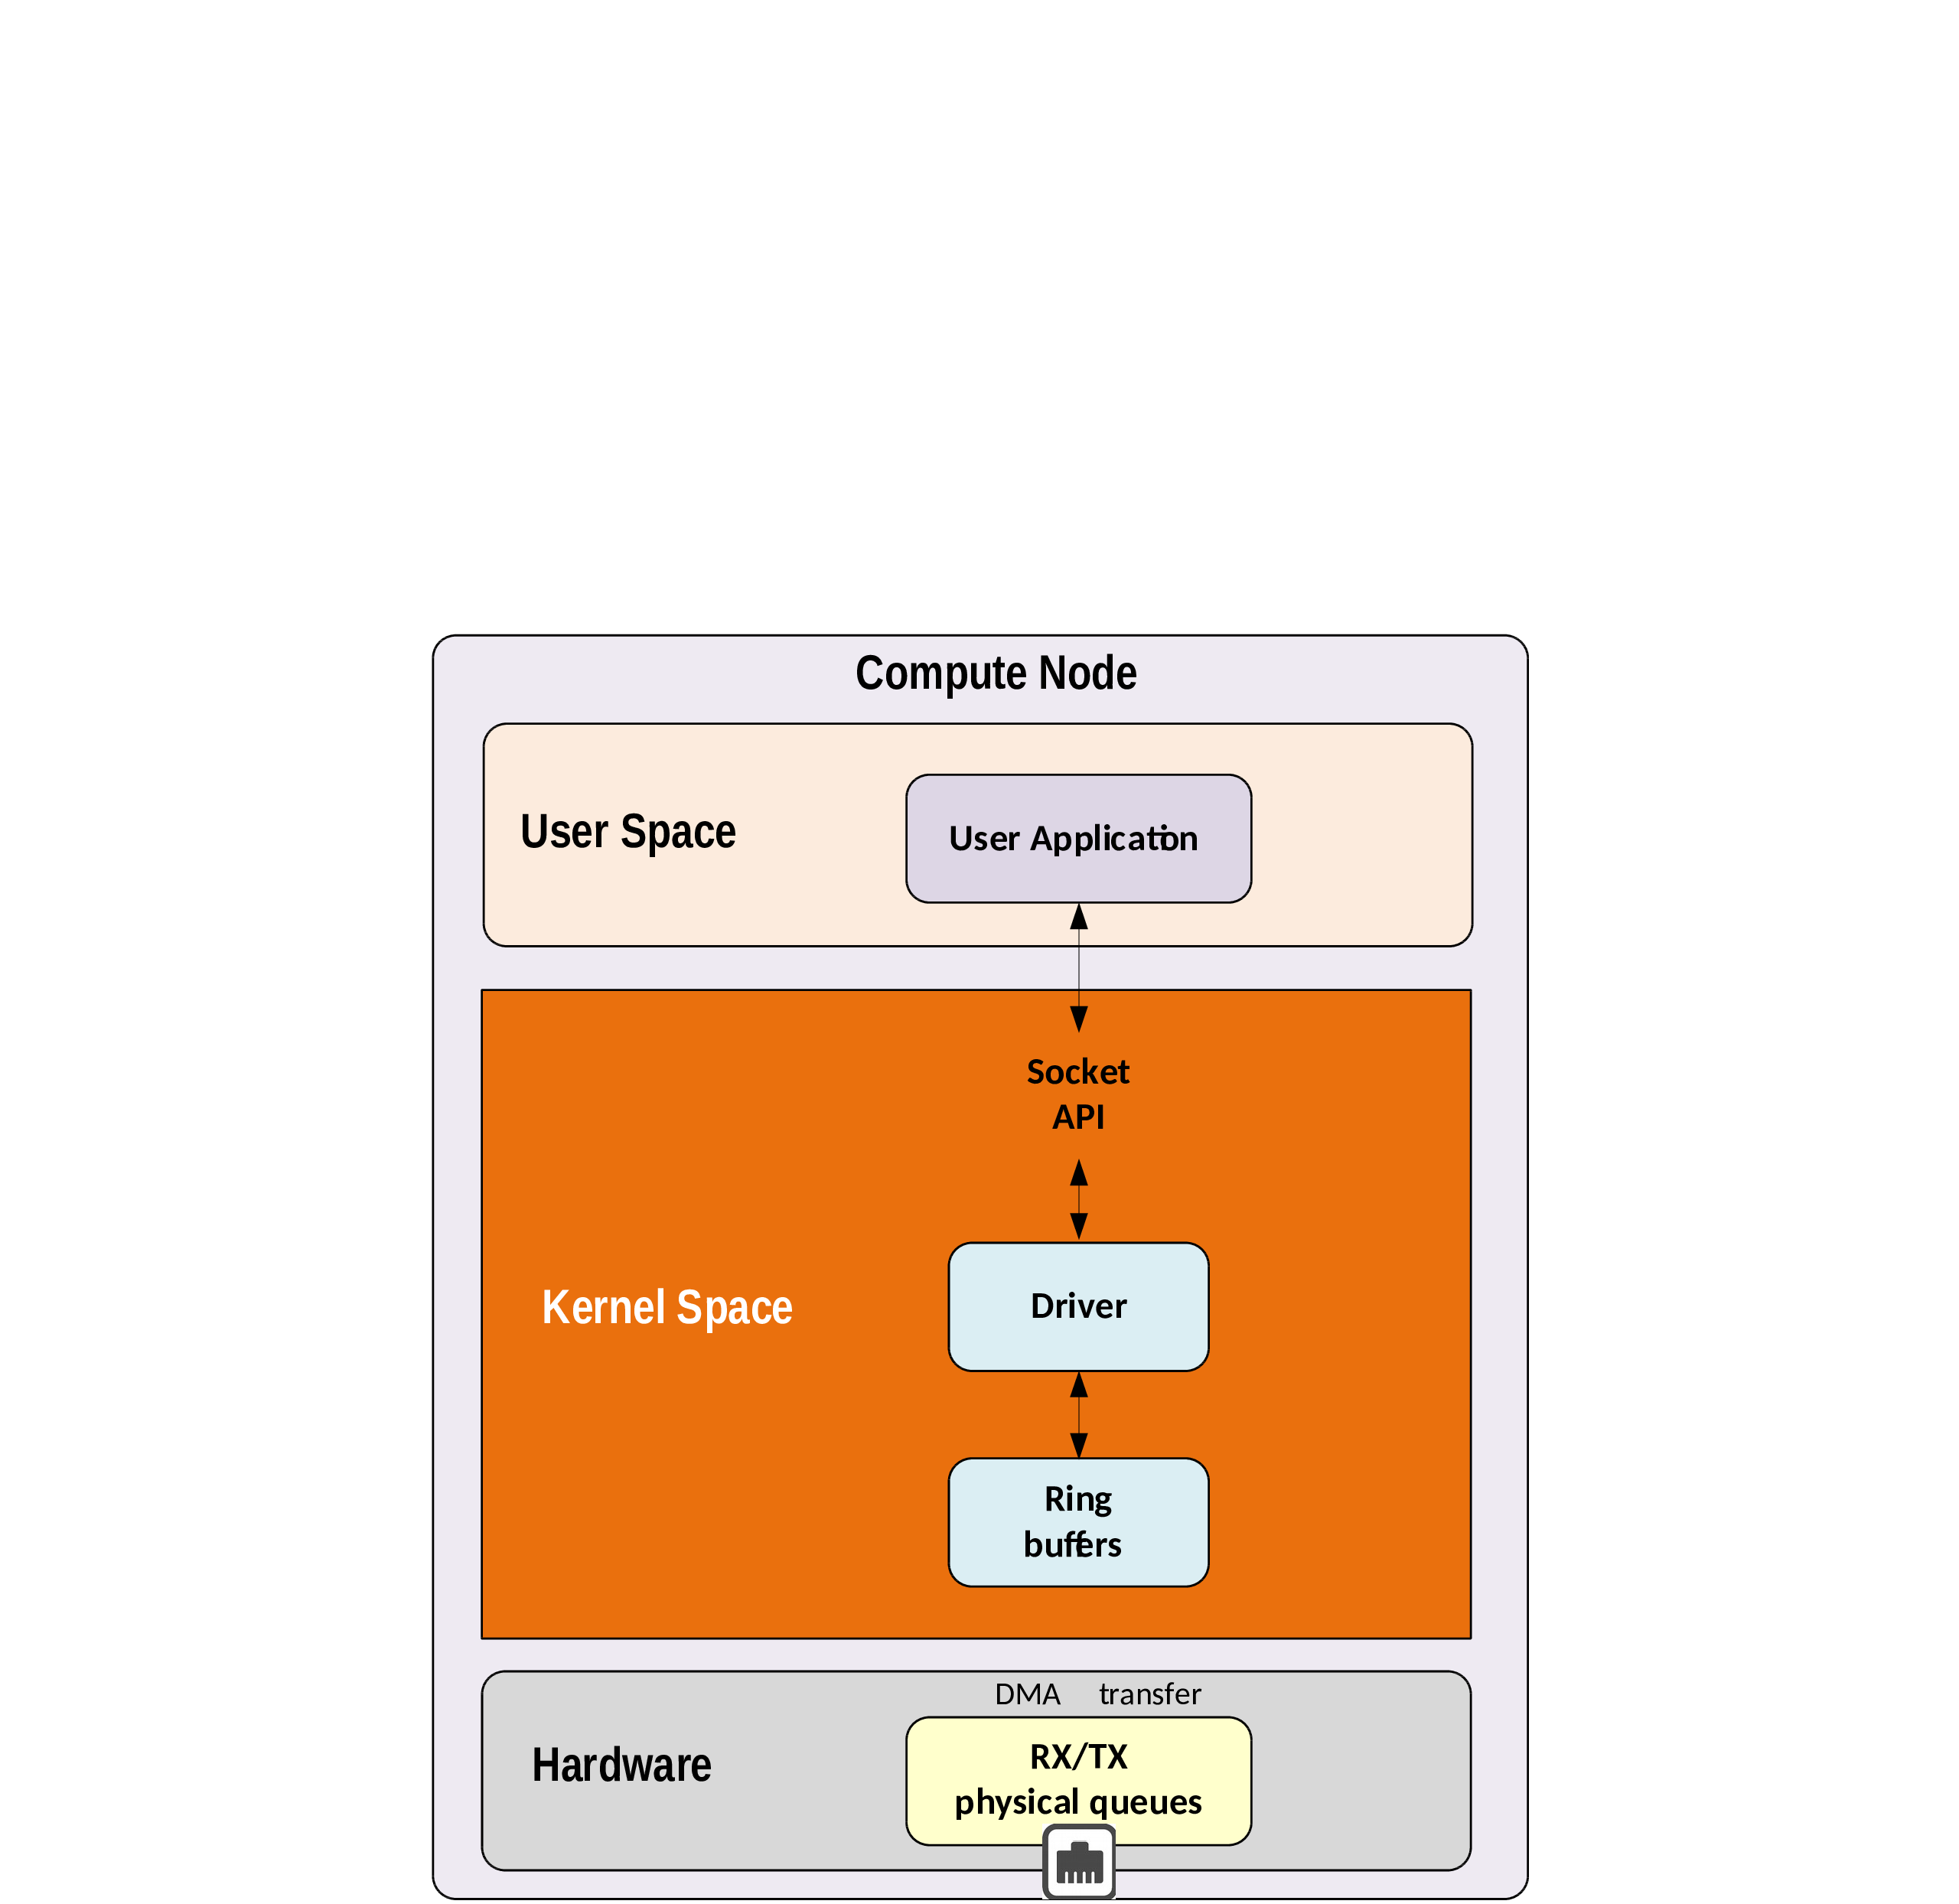 Compute Node
User Space
User Application
Socket
API
Kernel Space
Driver
Ring
buffers
DMA transfer
Hardware
RX/TX
physical queues